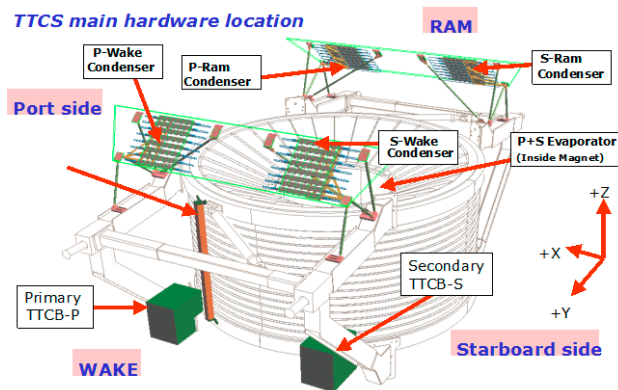 TTCS main hardware location
RAM
P-Wake
Condenser
P-Ram
Condenser
S-Ram
Condenser
Port side
S-Wake
Condenser
P+S Evaporator
(Inside Magnet)
+Z
+X
+Y
Secondary
TTCB-S
Primary
TTCB-P
WAKE
Starboard side